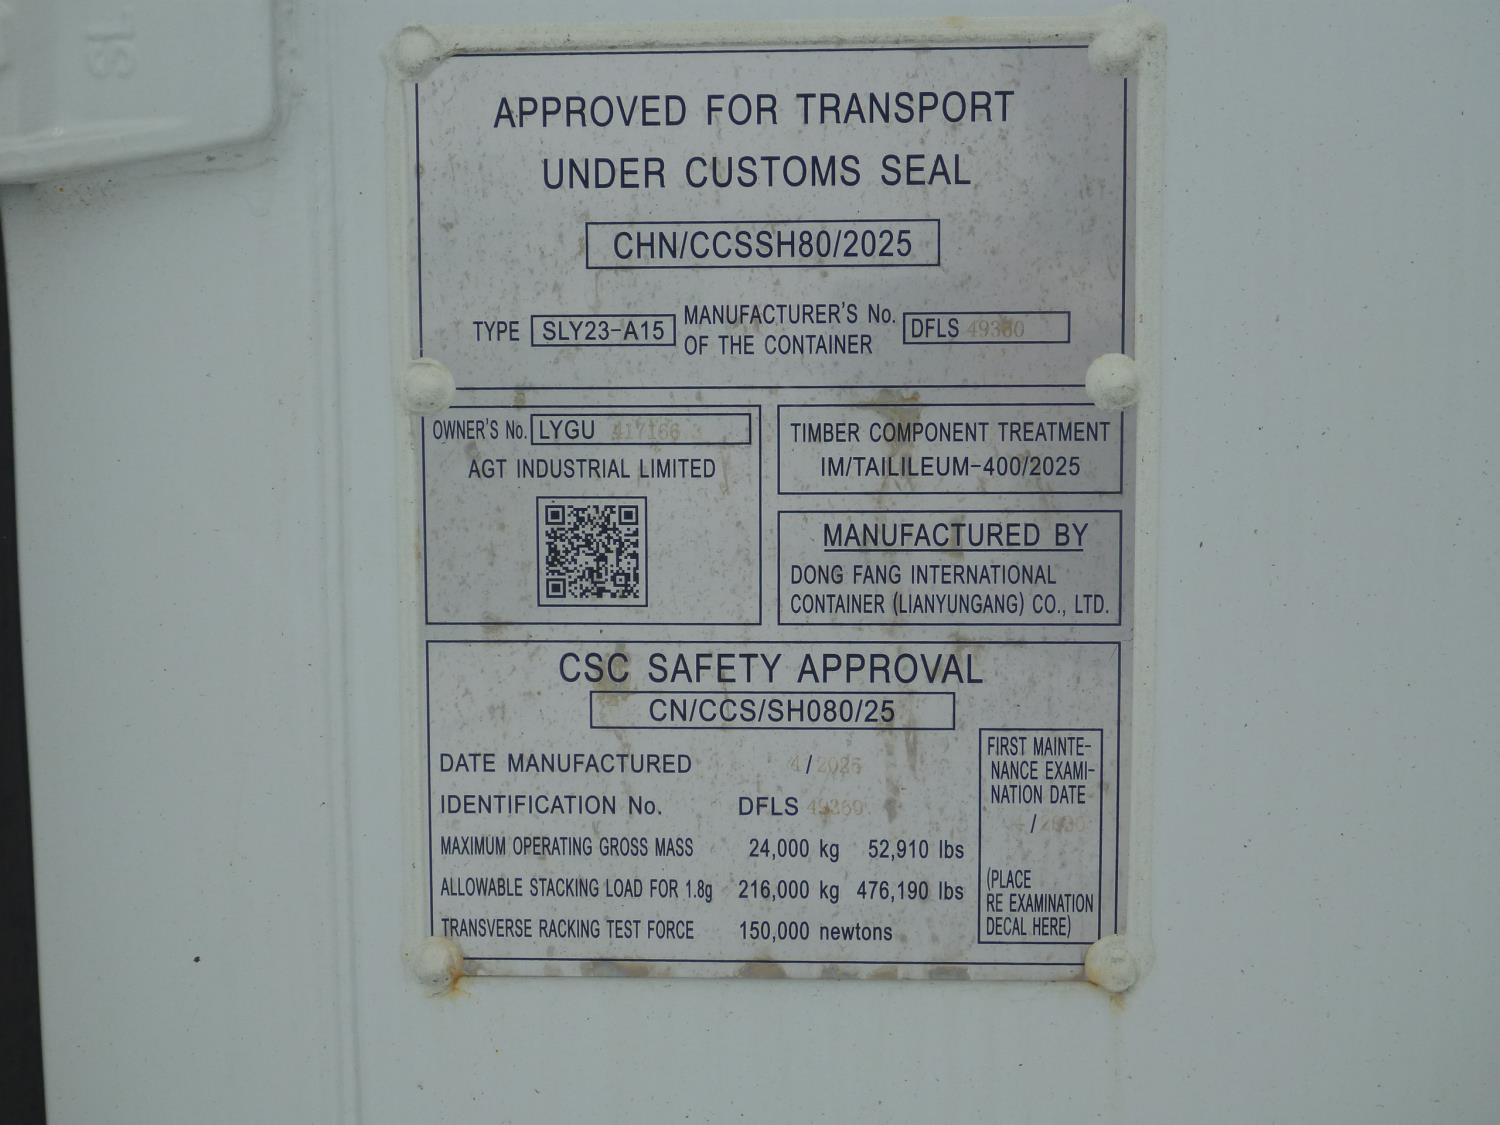 APPROVED FOR TRANSPORT
UNDER CUSTOMS SEAL
CHN/CCSSH80/2025
TYPE SLY23-A15 MANUFACTURER'S No. OF THE CONTAINER DFLS
OWNER'S No. LYGU
AGT INDUSTRIAL LIMITED
TIMBER COMPONENT TREATMENT
IM/TAILILEUM-400/2025
MANUFACTURED BY
DONG FANG INTERNATIONAL
CONTAINER (LIANYUNGANG) CO., LTD.
CSC SAFETY APPROVAL
CN/CCS/SH080/25
DATE MANUFACTURED /
IDENTIFICATION No. DFLS
MAXIMUM OPERATING GROSS MASS 24,000 kg 52,910 lbs
ALLOWABLE STACKING LOAD FOR 1.8g 216,000 kg 476,190 lbs
TRANSVERSE RACKING TEST FORCE 150,000 newtons
FIRST MAINTE-
NANCE EXAMI-
NATION DATE
/
(PLACE
RE EXAMINATION
DECAL HERE)